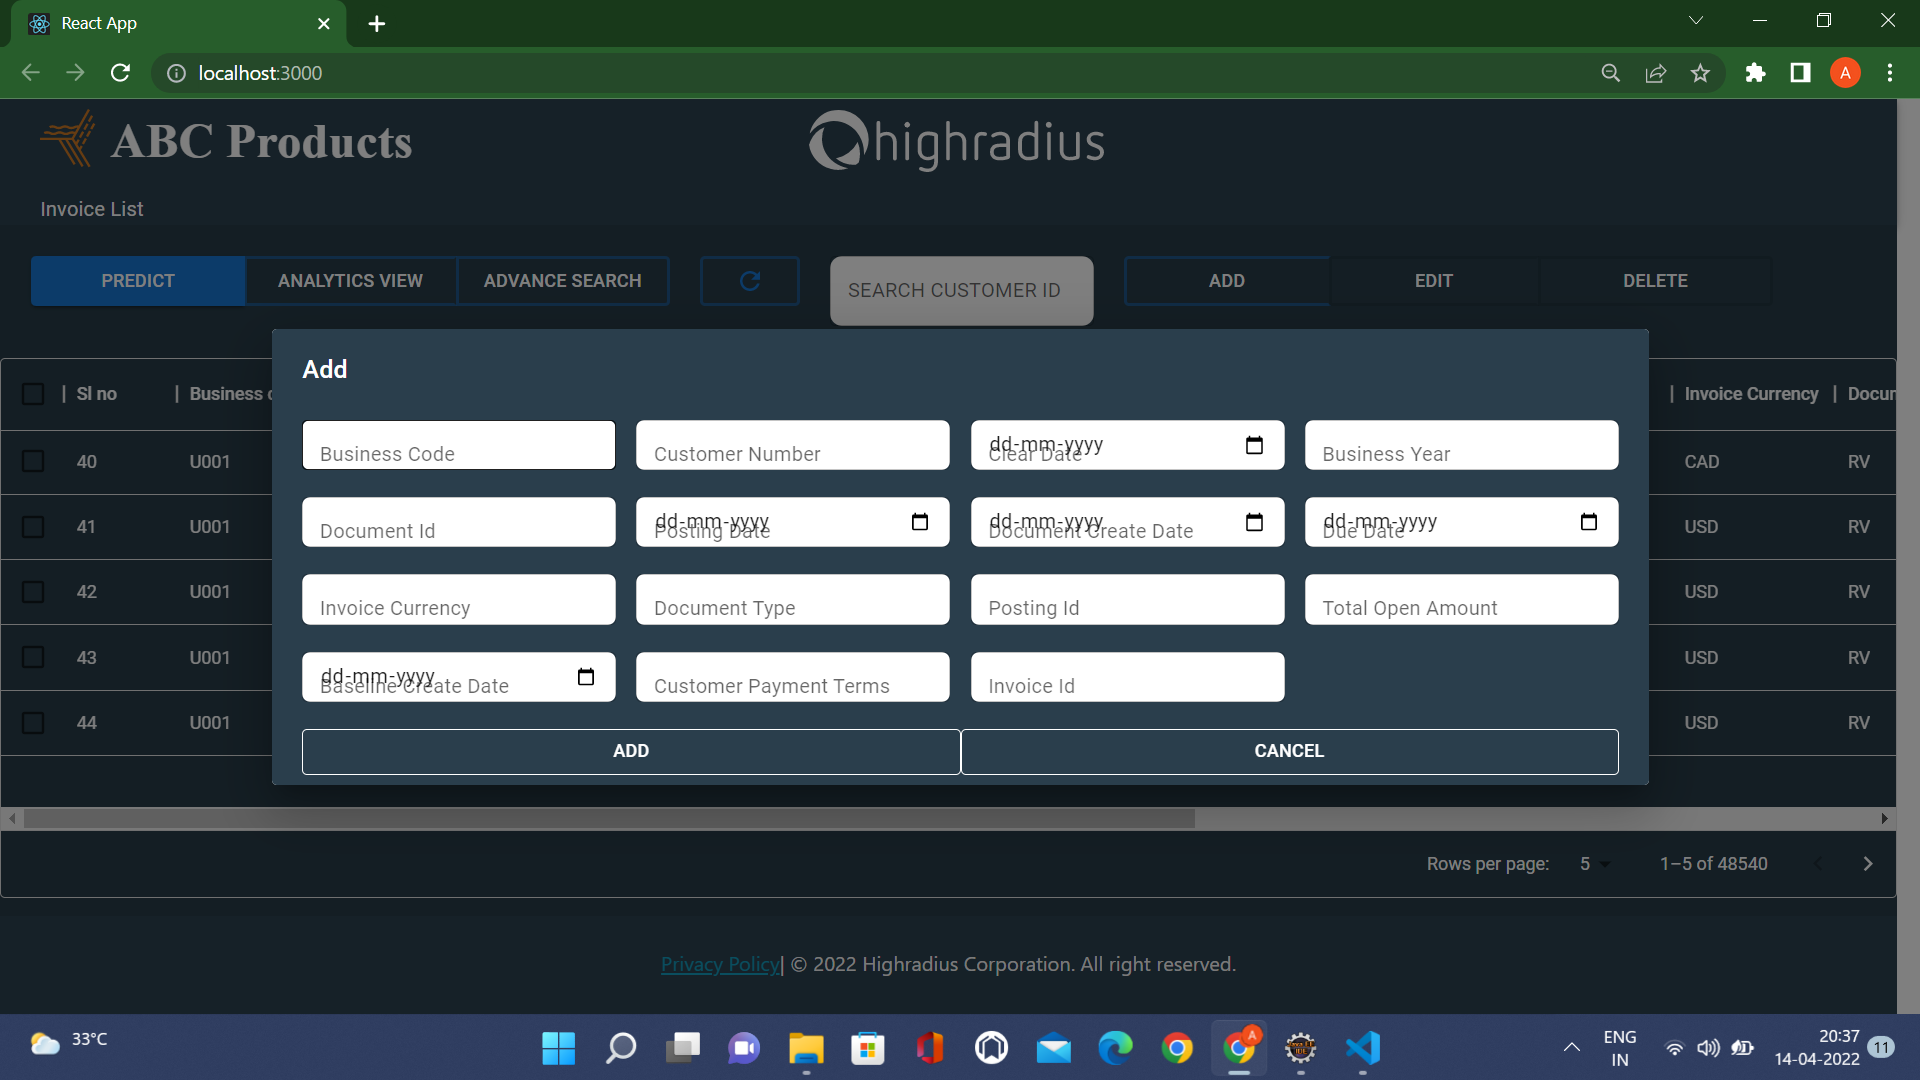 React App
localhost:3000
A
ABC Products
highradius
Invoice List
PREDICT
ANALYTICS VIEW
ADVANCE SEARCH
SEARCH CUSTOMER ID
ADD
EDIT
DELETE
Add
Sl no
Business c
Invoice Currency
Docum
Business Code
Customer Number
dd-mm-yyyy
Clear Date
Business Year
40
U001
CAD
RV
Document Id
dd-mm-yyyy
Posting Date
dd-mm-yyyy
Document Create Date
dd-mm-yyyy
Due Date
41
U001
USD
RV
Invoice Currency
Document Type
Posting Id
Total Open Amount
42
U001
USD
RV
dd-mm-yyyy
Baseline Create Date
Customer Payment Terms
Invoice Id
43
U001
USD
RV
44
U001
USD
RV
ADD
CANCEL
Rows per page:
5
1–5 of 48540
Privacy Policy| © 2022 Highradius Corporation. All right reserved.
33°C
A
ENG
IN
20:37
14-04-2022
11